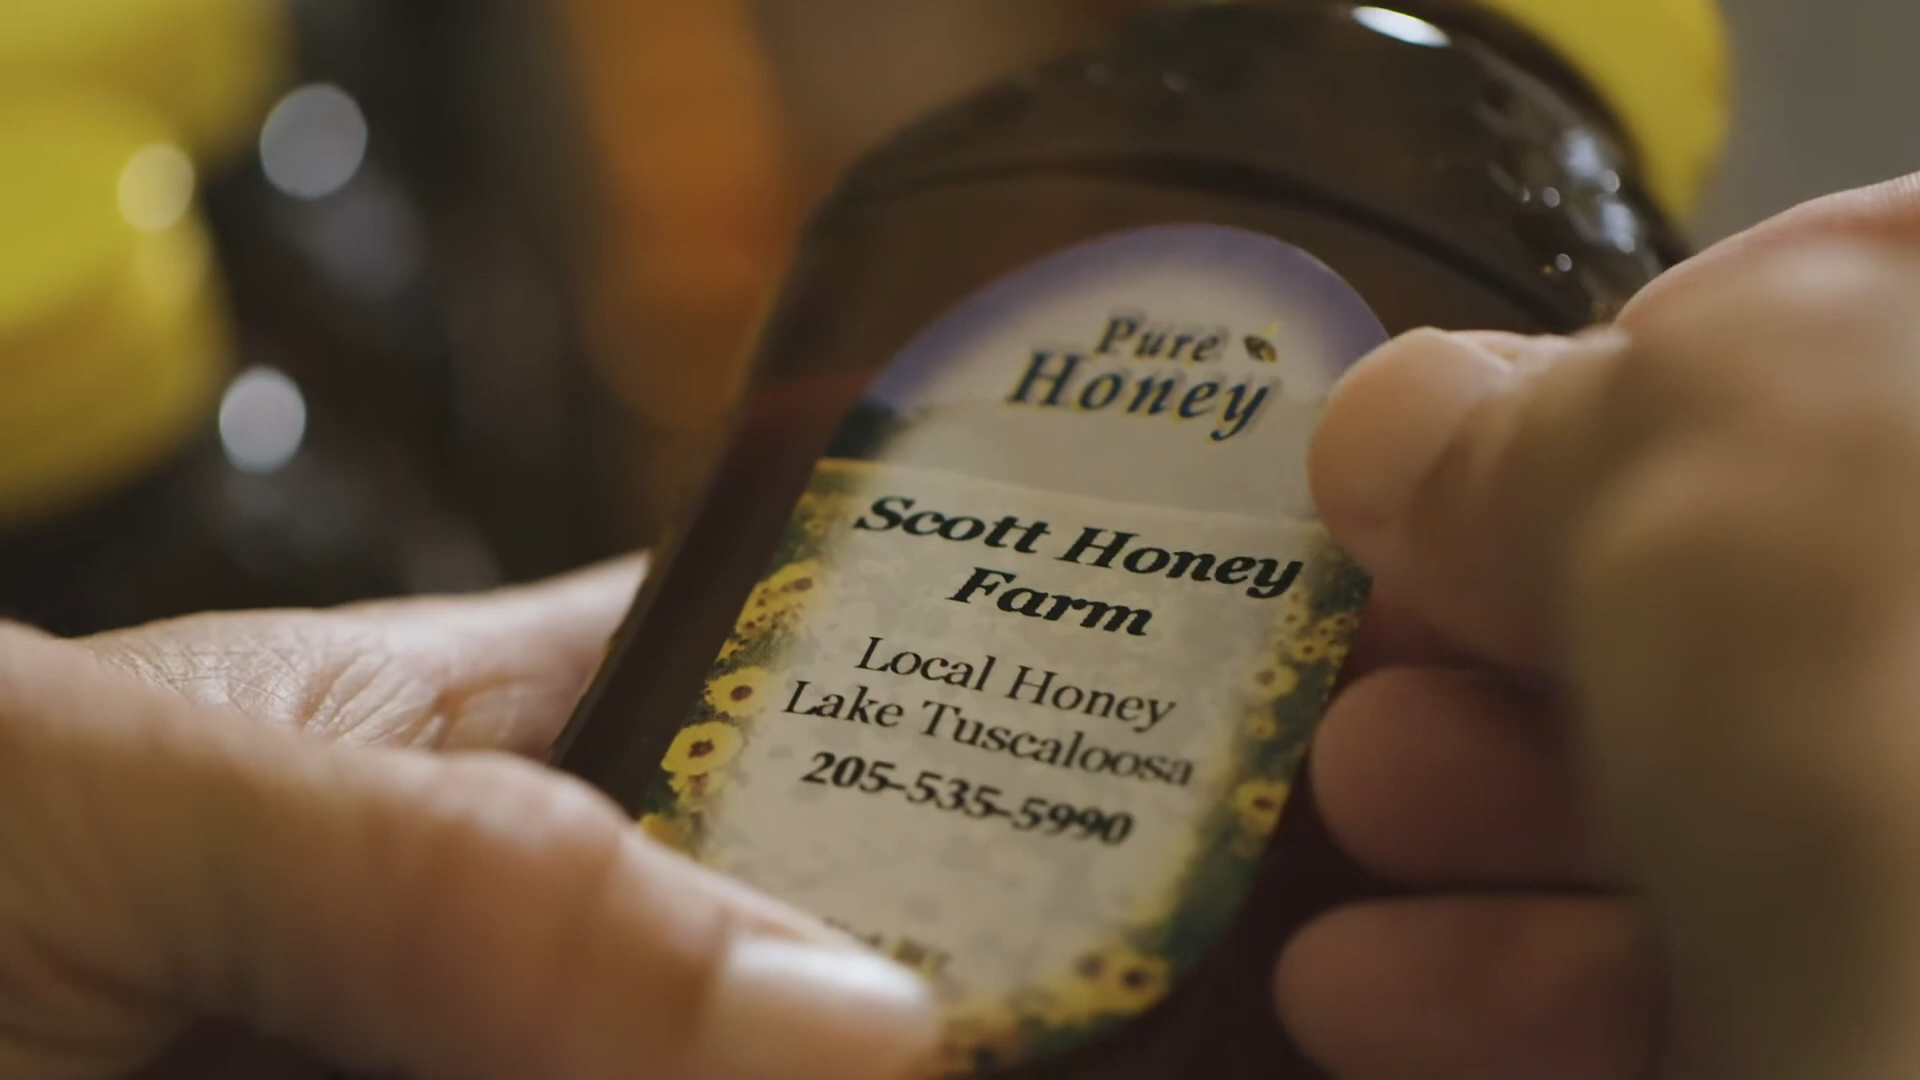 Pure
Honey
Scott Honey
Farm
Local Honey
Lake Tuscaloosa
205-535-5990